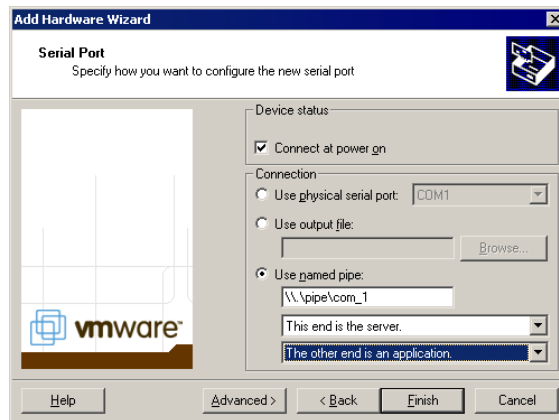 Add Hardware Wizard
Serial Port
Specify how you want to configure the new serial port
Device status
Connect at power on
Connection
Use physical serial port: COM1
Use output file:
Browse...
Use named pipe:
\\.\pipe\com_1
This end is the server.
The other end is an application.
vmware
Help Advanced > < Back Finish Cancel